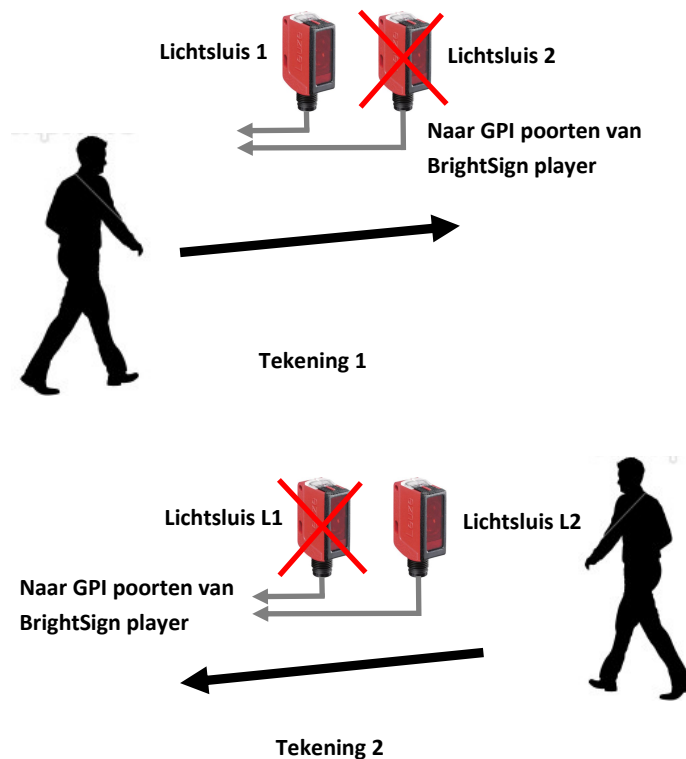 Lichtsluis 1
Lichtsluis 2
Naar GPI poorten van
BrightSign player
Tekening 1
Lichtsluis L1
Lichtsluis L2
Naar GPI poorten van
BrightSign player
Tekening 2